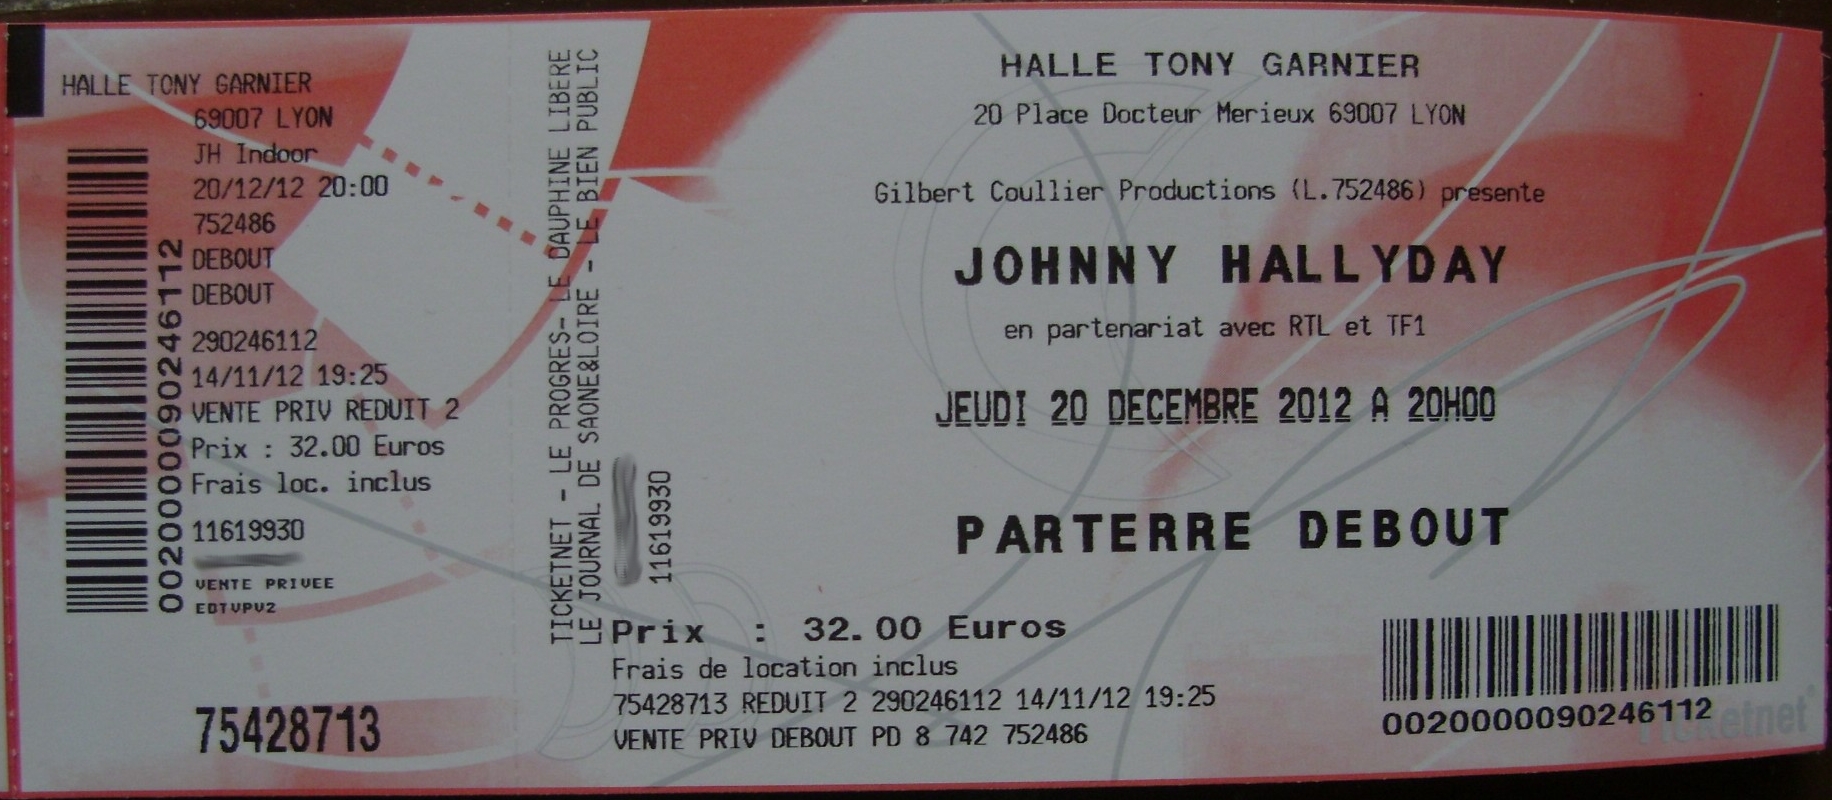 HALLE TONY GARNIER
69007 LYON
JH Indoor
20/12/12 20:00
752486
DEBOUT
DEBOUT
290246112
14/11/12 19:25
VENTE PRIV REDUIT 2
Prix : 32.00 Euros
Frais loc. inclus
11619930
VENTE PRIVEE
EDTVPV2
75428713
0020000090246112
TICKETNET - LE PROGRES- LE DAUPHINE LIBERE
LE JOURNAL DE SAONE&LOIRE - LE BIEN PUBLIC
11619930
HALLE TONY GARNIER
20 Place Docteur Merieux 69007 LYON
Gilbert Coullier Productions (L.752486) presente
JOHNNY HALLYDAY
en partenariat avec RTL et TF1
JEUDI 20 DECEMBRE 2012 A 20H00
PARTERRE DEBOUT
Prix : 32.00 Euros
Frais de location inclus
75428713 REDUIT 2 290246112 14/11/12 19:25
VENTE PRIV DEBOUT PD 8 742 752486
0020000090246112
Ticketnet